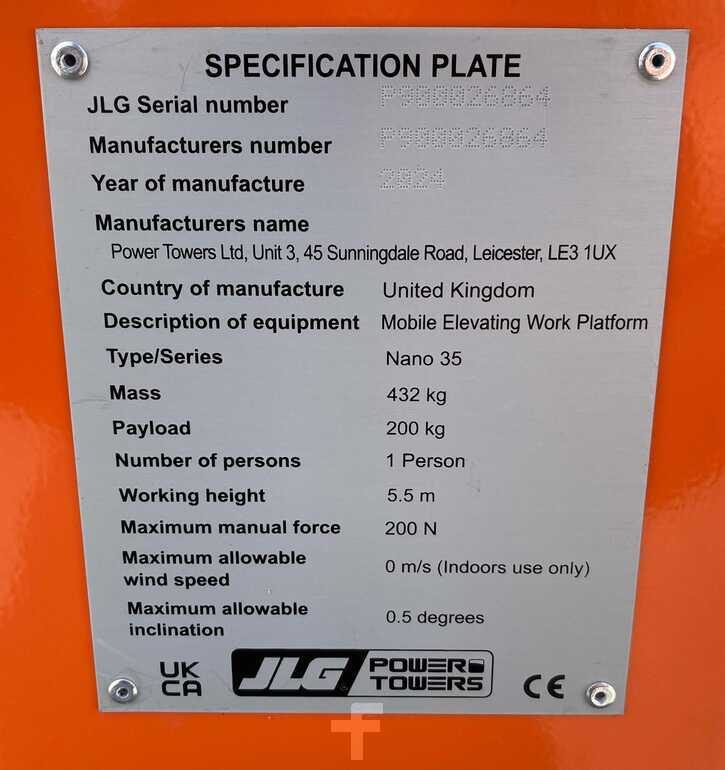 SPECIFICATION PLATE
JLG Serial number P900026864
Manufacturers number P900026864
Year of manufacture 2024
Manufacturers name
Power Towers Ltd, Unit 3, 45 Sunningdale Road, Leicester, LE3 1UX
Country of manufacture United Kingdom
Description of equipment Mobile Elevating Work Platform
Type/Series Nano 35
Mass 432 kg
Payload 200 kg
Number of persons 1 Person
Working height 5.5 m
Maximum manual force 200 N
Maximum allowable
wind speed 0 m/s (Indoors use only)
Maximum allowable
inclination 0.5 degrees
UK
CA
JLG
POWER
TOWERS
CE
f